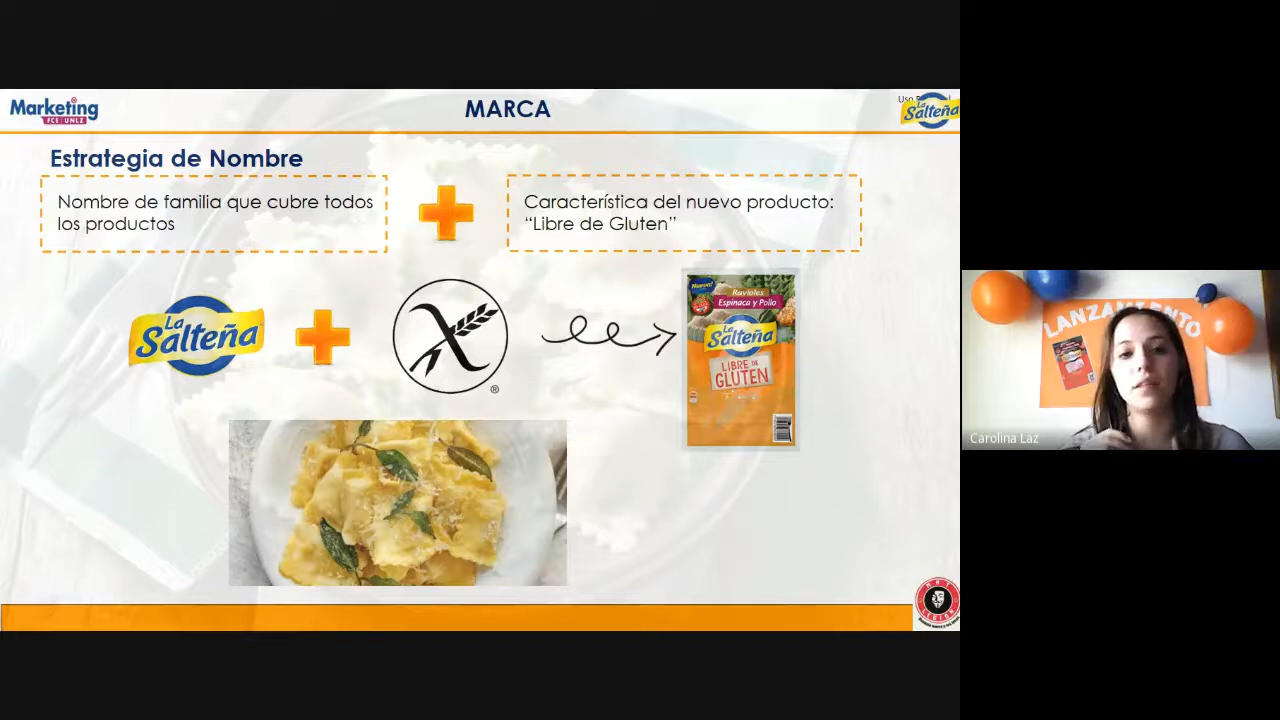 Marketing
FCE | UNLZ
MARCA
La
Salteña
Estrategia de Nombre
Nombre de familia que cubre todos
los productos
Característica del nuevo producto:
“Libre de Gluten”
La
Salteña
®
Nuevo!
Ravioles
Espinaca y Pollo
La
Salteña
LIBRE DE
GLUTEN
LANZAMIENTO
Carolina Laz